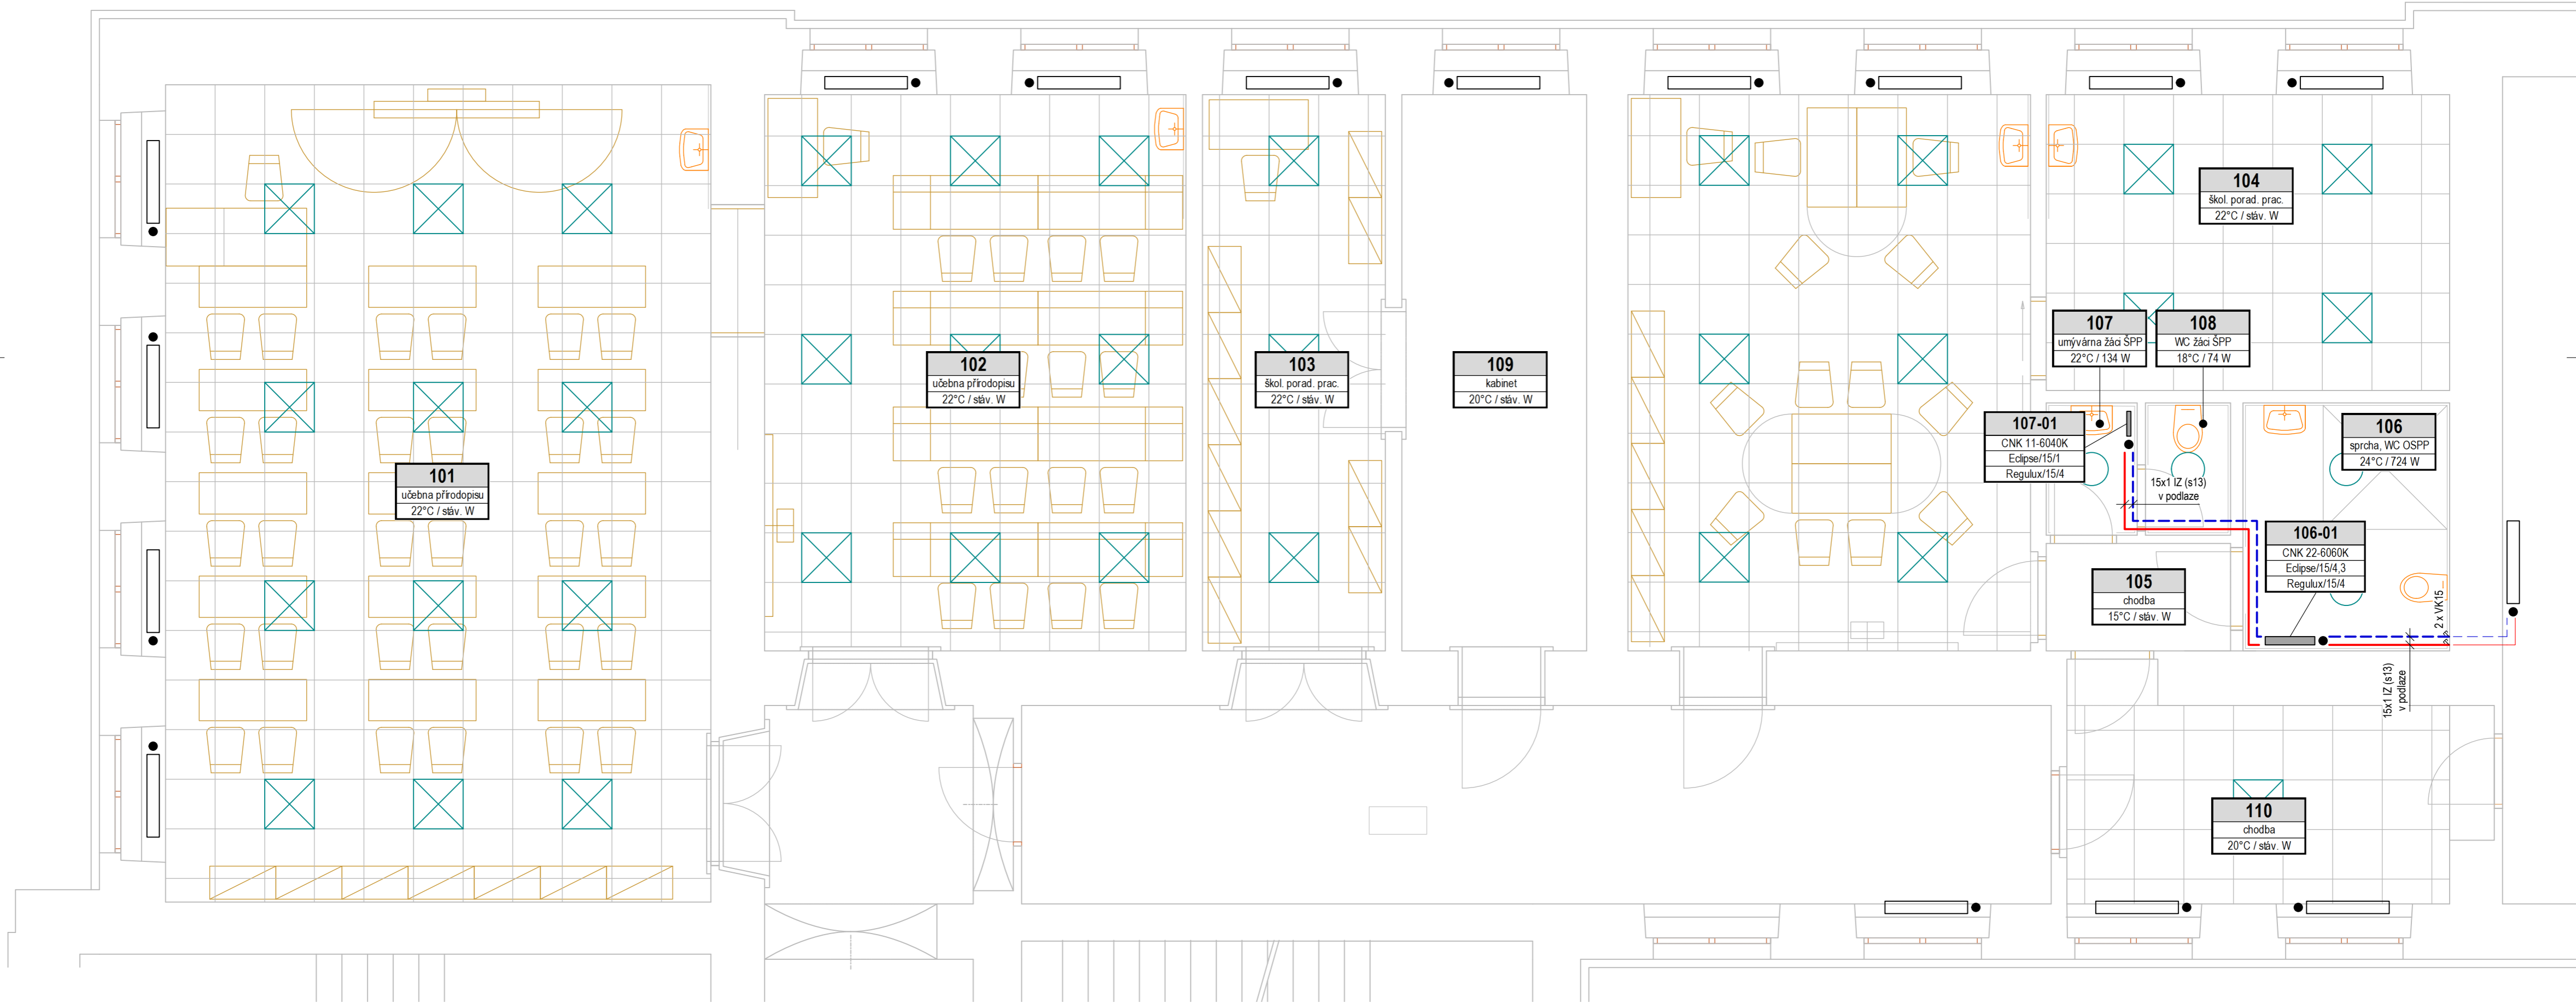 104
škol. porad. prac.
22°C / stáv. W
107
umývárna žáci ŠPP
22°C / 134 W
108
WC žáci ŠPP
18°C / 74 W
102
učebna přírodopisu
22°C / stáv. W
103
škol. porad. prac.
22°C / stáv. W
109
kabinet
20°C / stáv. W
107-01
CNK 11-6040K
Eclipse/15/1
Regulux/15/4
106
sprcha, WC OSPP
24°C / 724 W
101
učebna přírodopisu
22°C / stáv. W
15x1 IZ (s13)
v podlaze
106-01
CNK 22-6060K
Eclipse/15/4,3
Regulux/15/4
105
chodba
15°C / stáv. W
2 x VK15
15x1 IZ (s13)
v podlaze
110
chodba
20°C / stáv. W